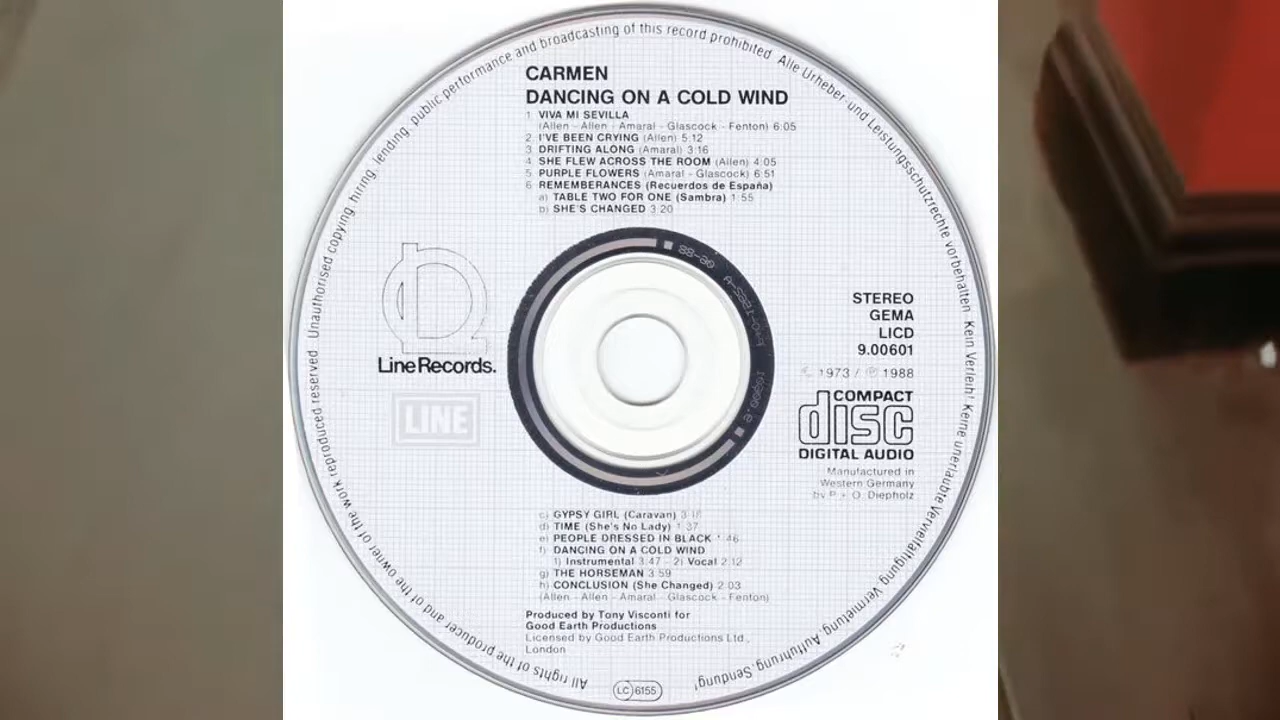 Unauthorised copying, hiring, lending, public performance and broadcasting of this record prohibited. Alle Urheber- und Leistungsschutzrechte vorbehalten. Kein Verleih! Keine unerlaubte Vervielfältigung, Vermietung, Aufführung, Sendung!
All rights of the producer and of the owner of the work reproduced reserved
CARMEN
DANCING ON A COLD WIND
1 VIVA MI SEVILLA
(Allen - Allen - Amaral - Glascock - Fenton) 6:05
2. I'VE BEEN CRYING (Allen) 5:12
3 DRIFTING ALONG (Amaral) 3:16
4 SHE FLEW ACROSS THE ROOM (Allen) 4:05
5 PURPLE FLOWERS (Amaral - Glascock) 6:51
6 REMEMBERANCES (Recuerdos de España)
a) TABLE TWO FOR ONE (Sambra) 1:55
b) SHE'S CHANGED 3.20
Line Records.
LINE
STEREO
GEMA
LICD
9.00601
© 1973 / ℗ 1988
COMPACT
disc
DIGITAL AUDIO
Manufactured in
Western Germany
by P. + O. Diepholz
c) GYPSY GIRL (Caravan)
d) TIME (She's No Lady) 1:37
e) PEOPLE DRESSED IN BLACK
f) DANCING ON A COLD WIND
1) Instrumental 3.47 - 2) Vocal 2:12
g) THE HORSEMAN 3:59
h) CONCLUSION (She Changed) 2:03
(Allen - Allen - Amaral - Glascock - Fenton)
Produced by Tony Visconti for
Good Earth Productions
Licensed by Good Earth Productions Ltd.,
London
LC 6155